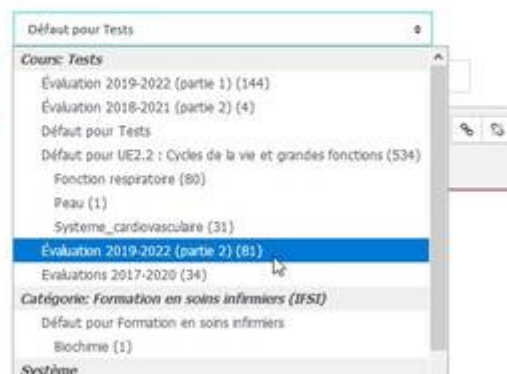 Défaut pour Tests
Cours: Tests
Évaluation 2019-2022 (partie 1) (144)
Évaluation 2018-2021 (partie 2) (4)
Défaut pour Tests
Défaut pour UE2.2 : Cycles de la vie et grandes fonctions (534)
Fonction respiratoire (80)
Peau (1)
Systeme_cardiovasculaire (31)
Évaluation 2019-2022 (partie 2) (81)
Evaluations 2017-2020 (34)
Catégorie: Formation en soins infirmiers (IFSI)
Défaut pour Formation en soins infirmiers
Biochimie (1)
Système